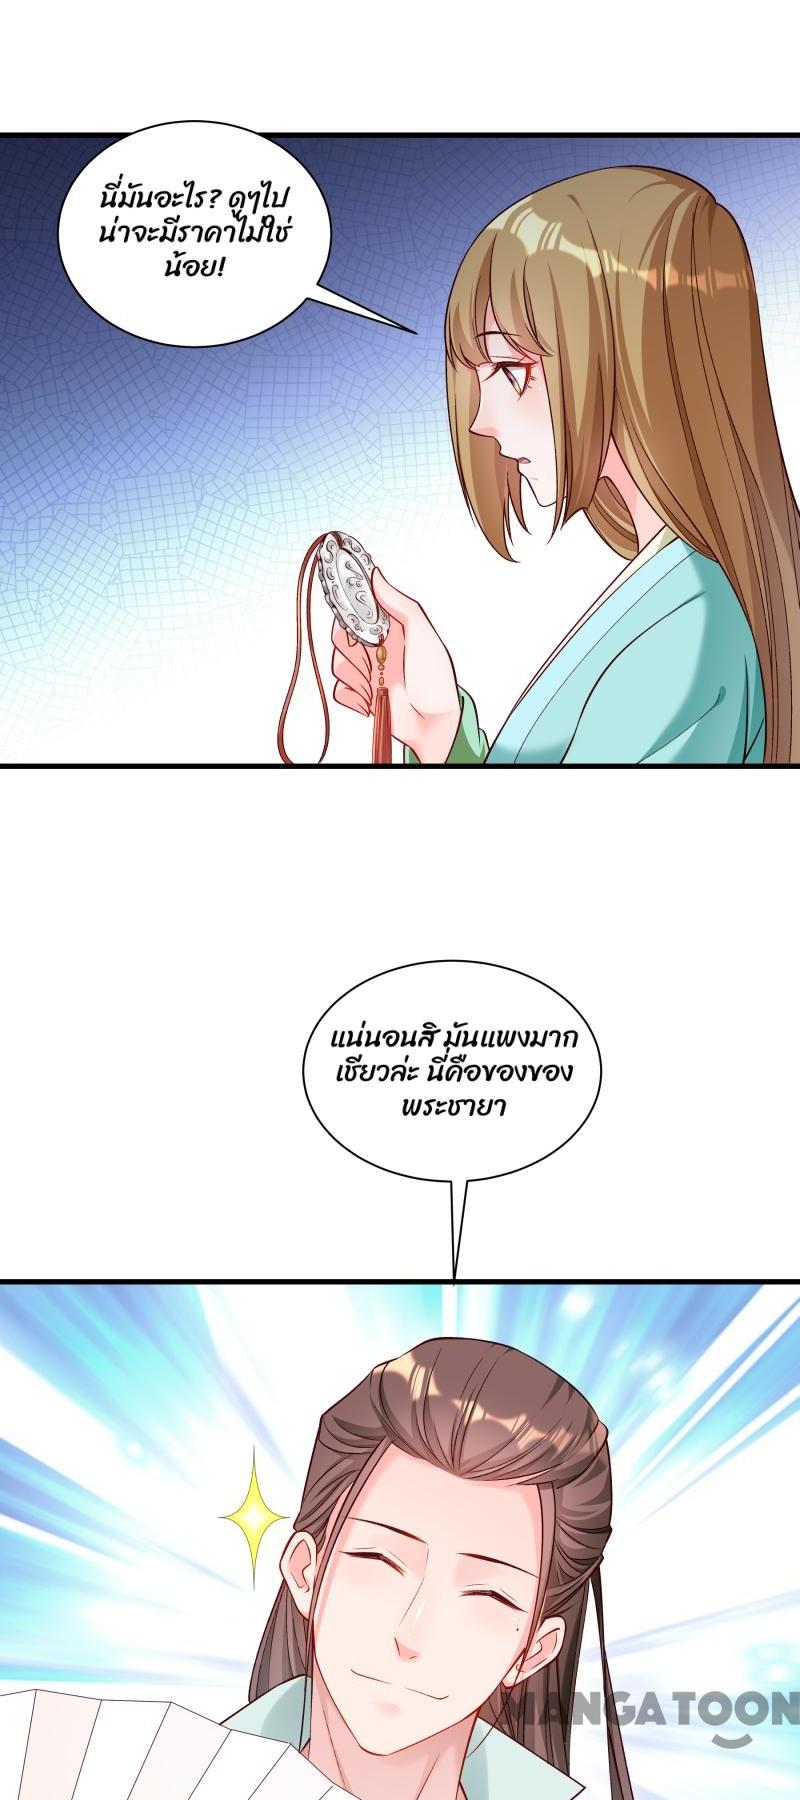 นี่มันอะไร? ดูๆไป
น่าจะมีราคาไม่ใช่
น้อย!
แน่นอนสิ มันแพงมาก
เชียวล่ะ นี่คือของของ
พระชายา
MANGATOON